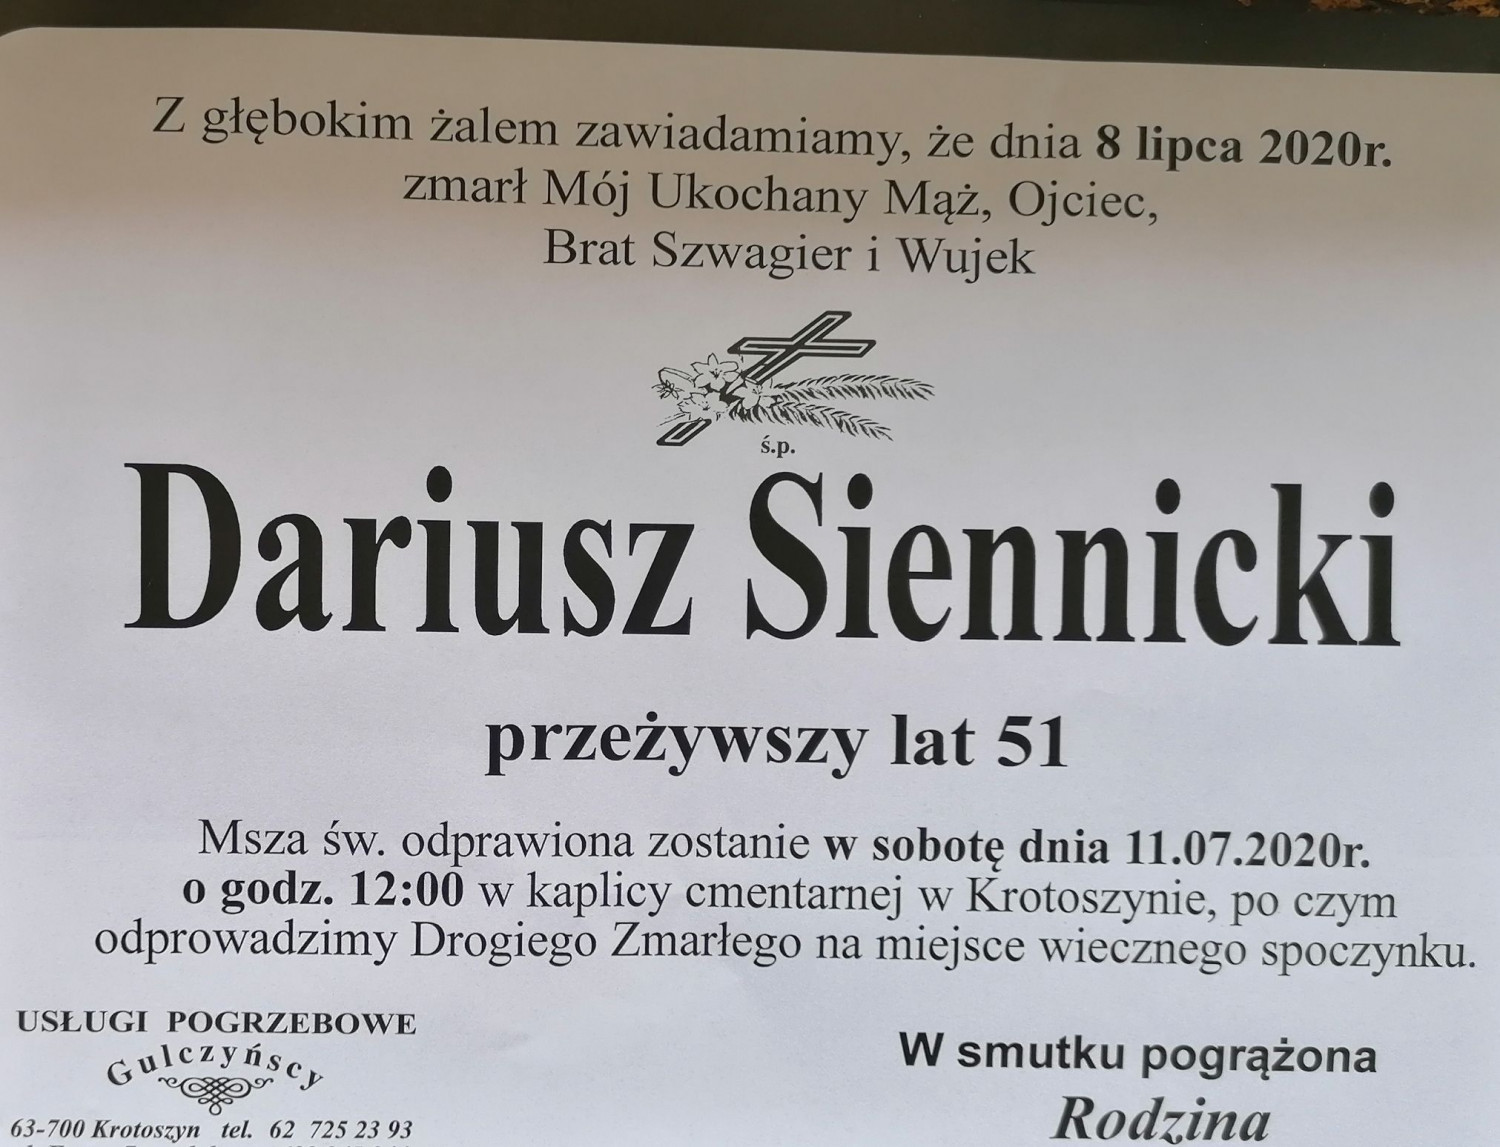 Z głębokim żalem zawiadamiamy, że dnia 8 lipca 2020r.
zmarł Mój Ukochany Mąż, Ojciec,
Brat Szwagier i Wujek
ś.p.
Dariusz Siennicki
przeżywszy lat 51
Msza św. odprawiona zostanie w sobotę dnia 11.07.2020r.
o godz. 12:00 w kaplicy cmentarnej w Krotoszynie, po czym
odprowadzimy Drogiego Zmarłego na miejsce wiecznego spoczynku.
USŁUGI POGRZEBOWE
Gulczyńscy
63-700 Krotoszyn tel. 62 725 23 93
W smutku pogrążona
Rodzina